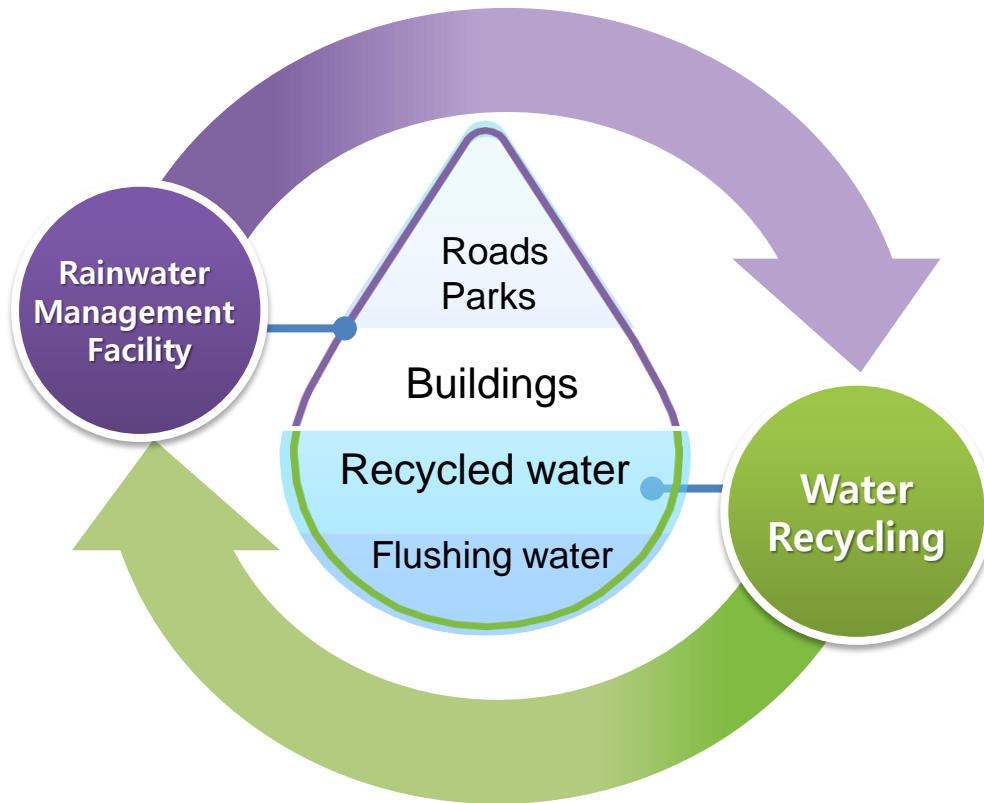 Roads
Parks
Rainwater
Management
Facility
Buildings
Recycled water
Water
Recycling
Flushing water